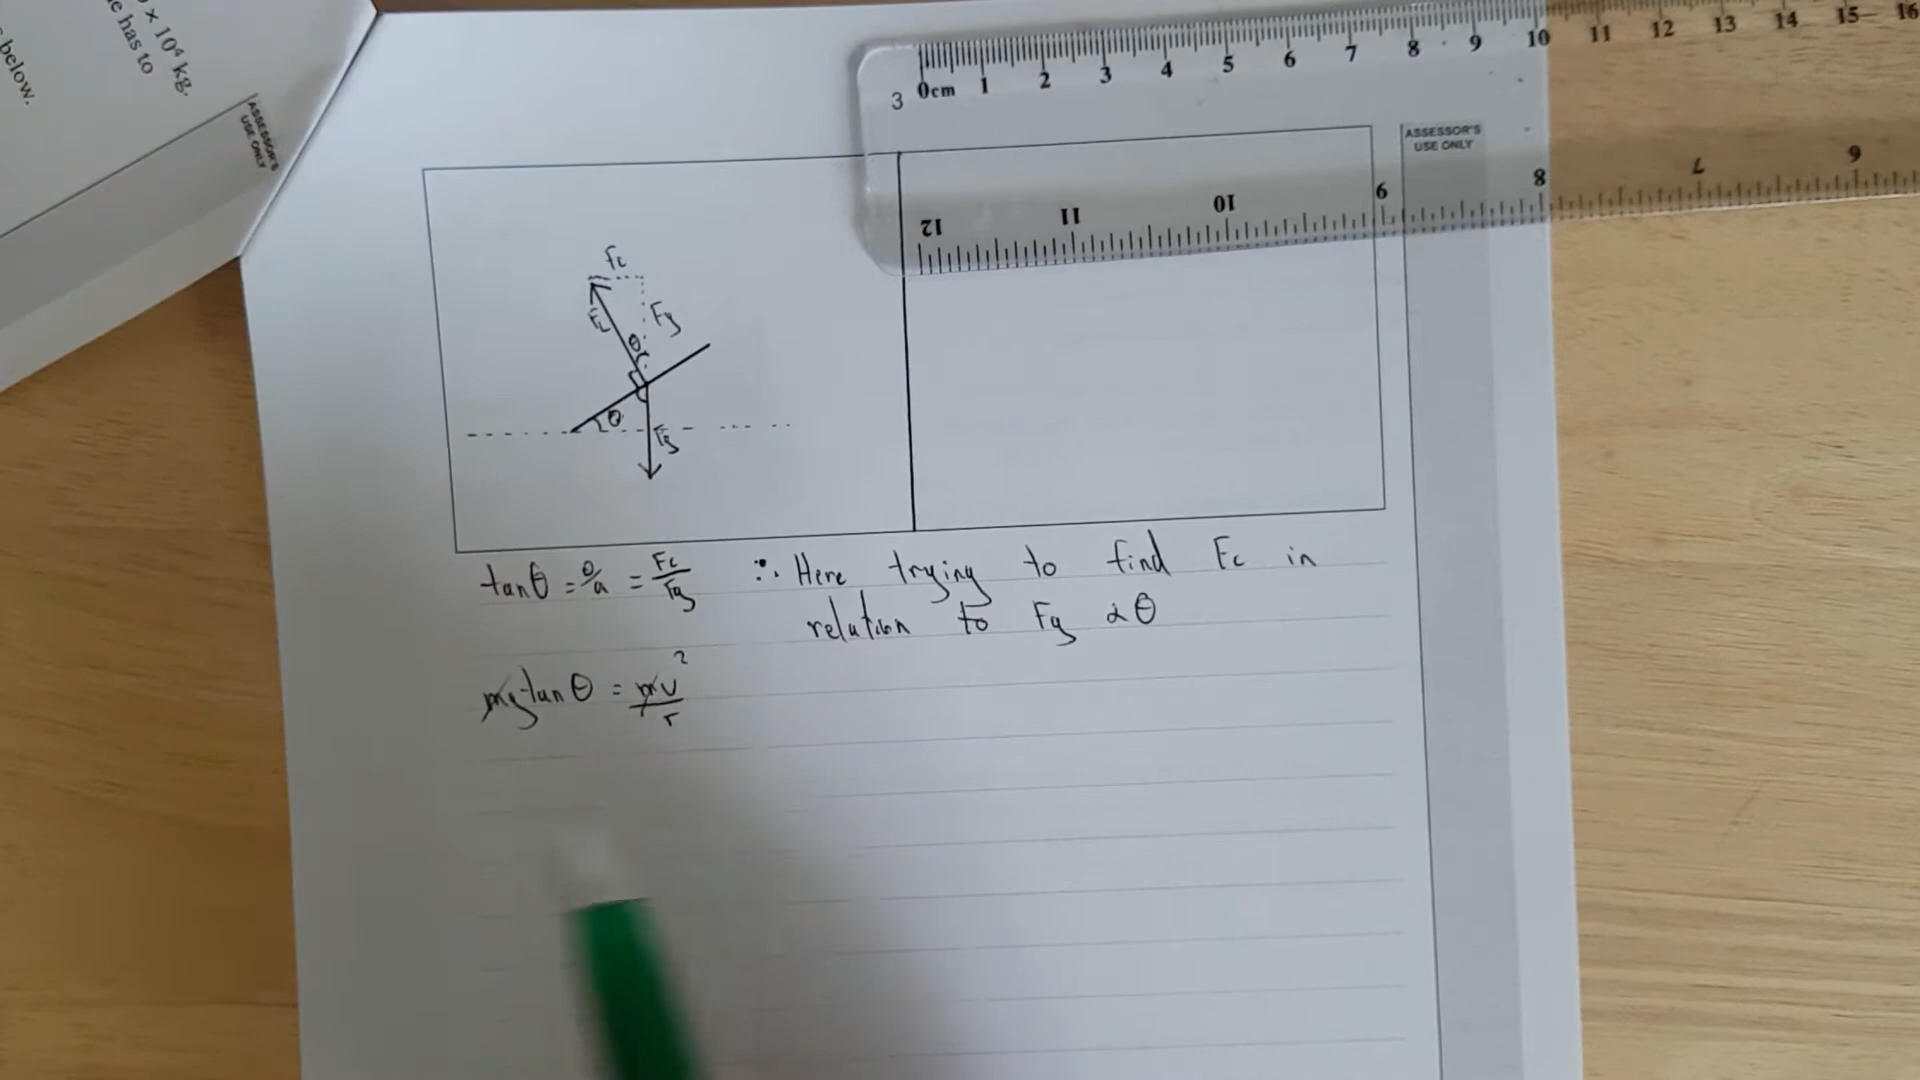 × 10⁴ kg.
e has to
below.
ASSESSOR'S
USE ONLY
0cm 1 2 3 4 5 6 7 8 9 10 11 12 13 14 15 16
3
ASSESSOR'S
USE ONLY
12 11 10 9 8 7 6
Fc
FL
Fg
θ
θ
Fg
tanθ = o/a = Fc/Fg ∴ Here trying to find Fc in
relation to Fg & θ
mg tan θ = mv²/r